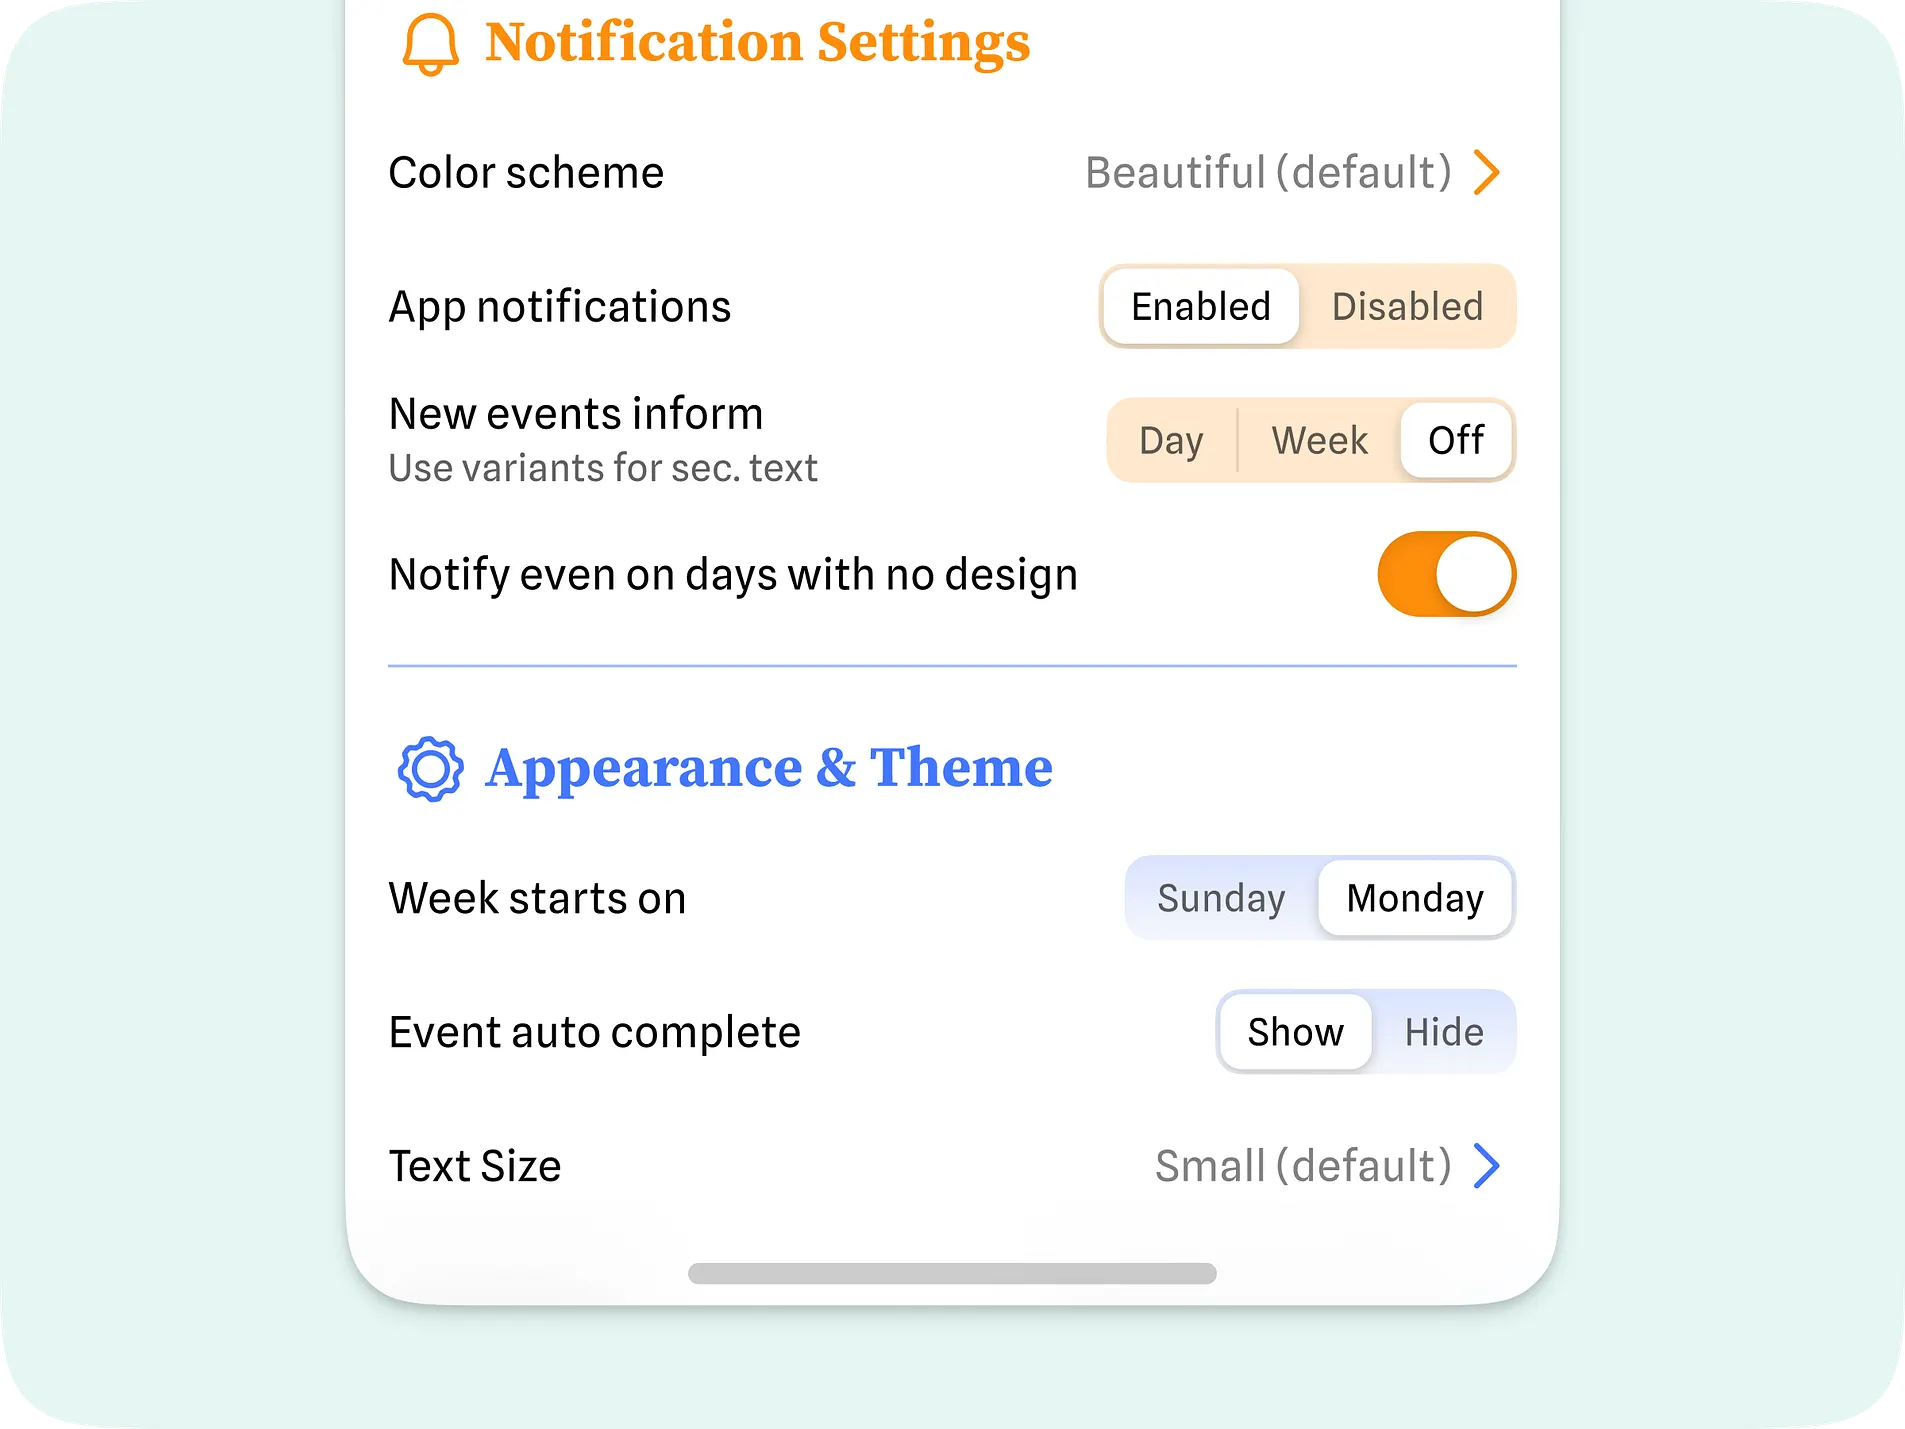 Notification Settings
Color scheme Beautiful (default)
App notifications Enabled Disabled
New events inform
Use variants for sec. text
Day Week Off
Notify even on days with no design
Appearance & Theme
Week starts on Sunday Monday
Event auto complete Show Hide
Text Size Small (default)